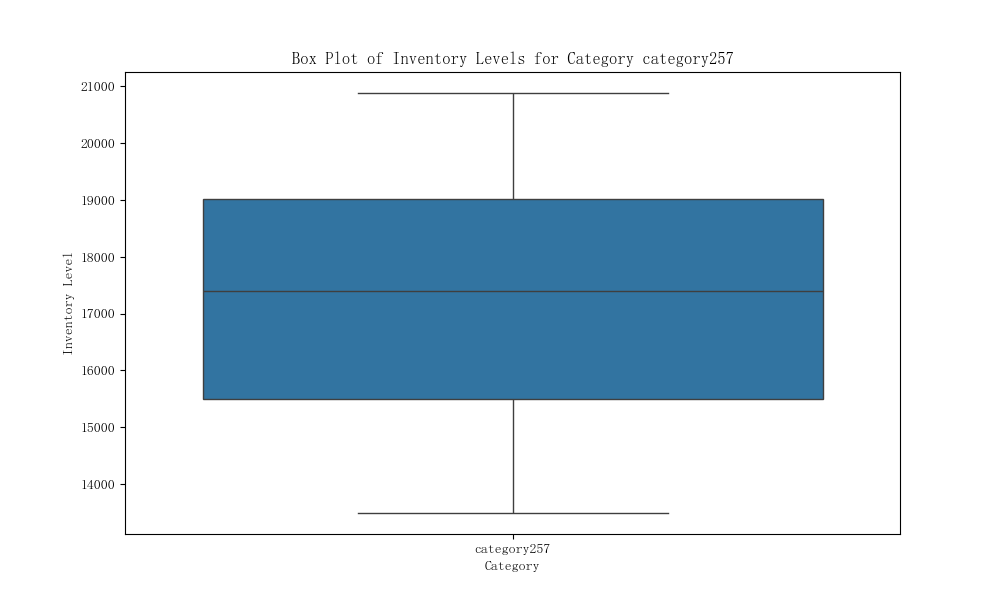 Box Plot of Inventory Levels for Category category257
Inventory Level
21000
20000
19000
18000
17000
16000
15000
14000
category257
Category